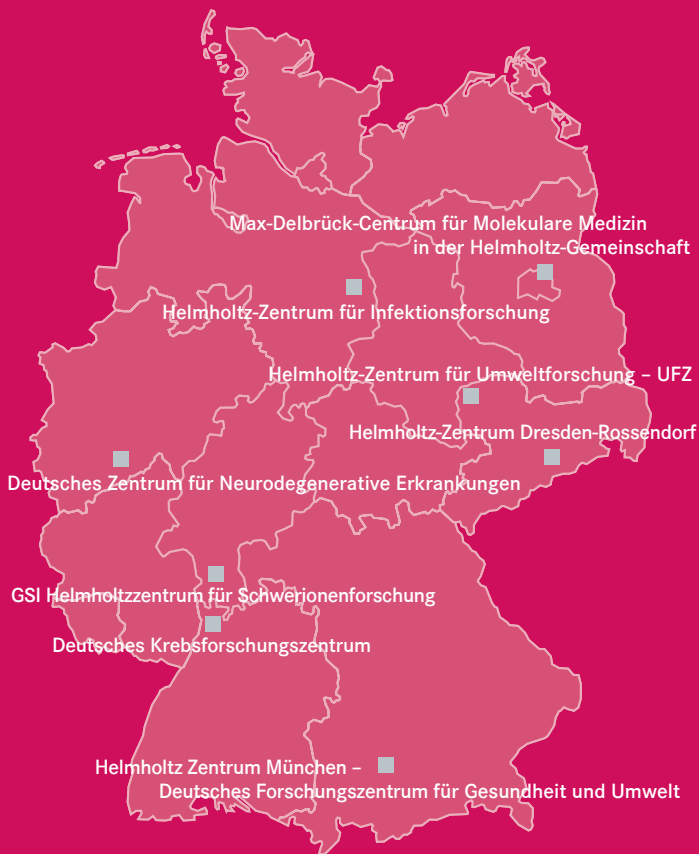 Max-Delbrück-Centrum für Molekulare Medizin
in der Helmholtz-Gemeinschaft
Helmholtz-Zentrum für Infektionsforschung
Helmholtz-Zentrum für Umweltforschung – UFZ
Helmholtz-Zentrum Dresden-Rossendorf
Deutsches Zentrum für Neurodegenerative Erkrankungen
GSI Helmholtzzentrum für Schwerionenforschung
Deutsches Krebsforschungszentrum
Helmholtz Zentrum München –
Deutsches Forschungszentrum für Gesundheit und Umwelt